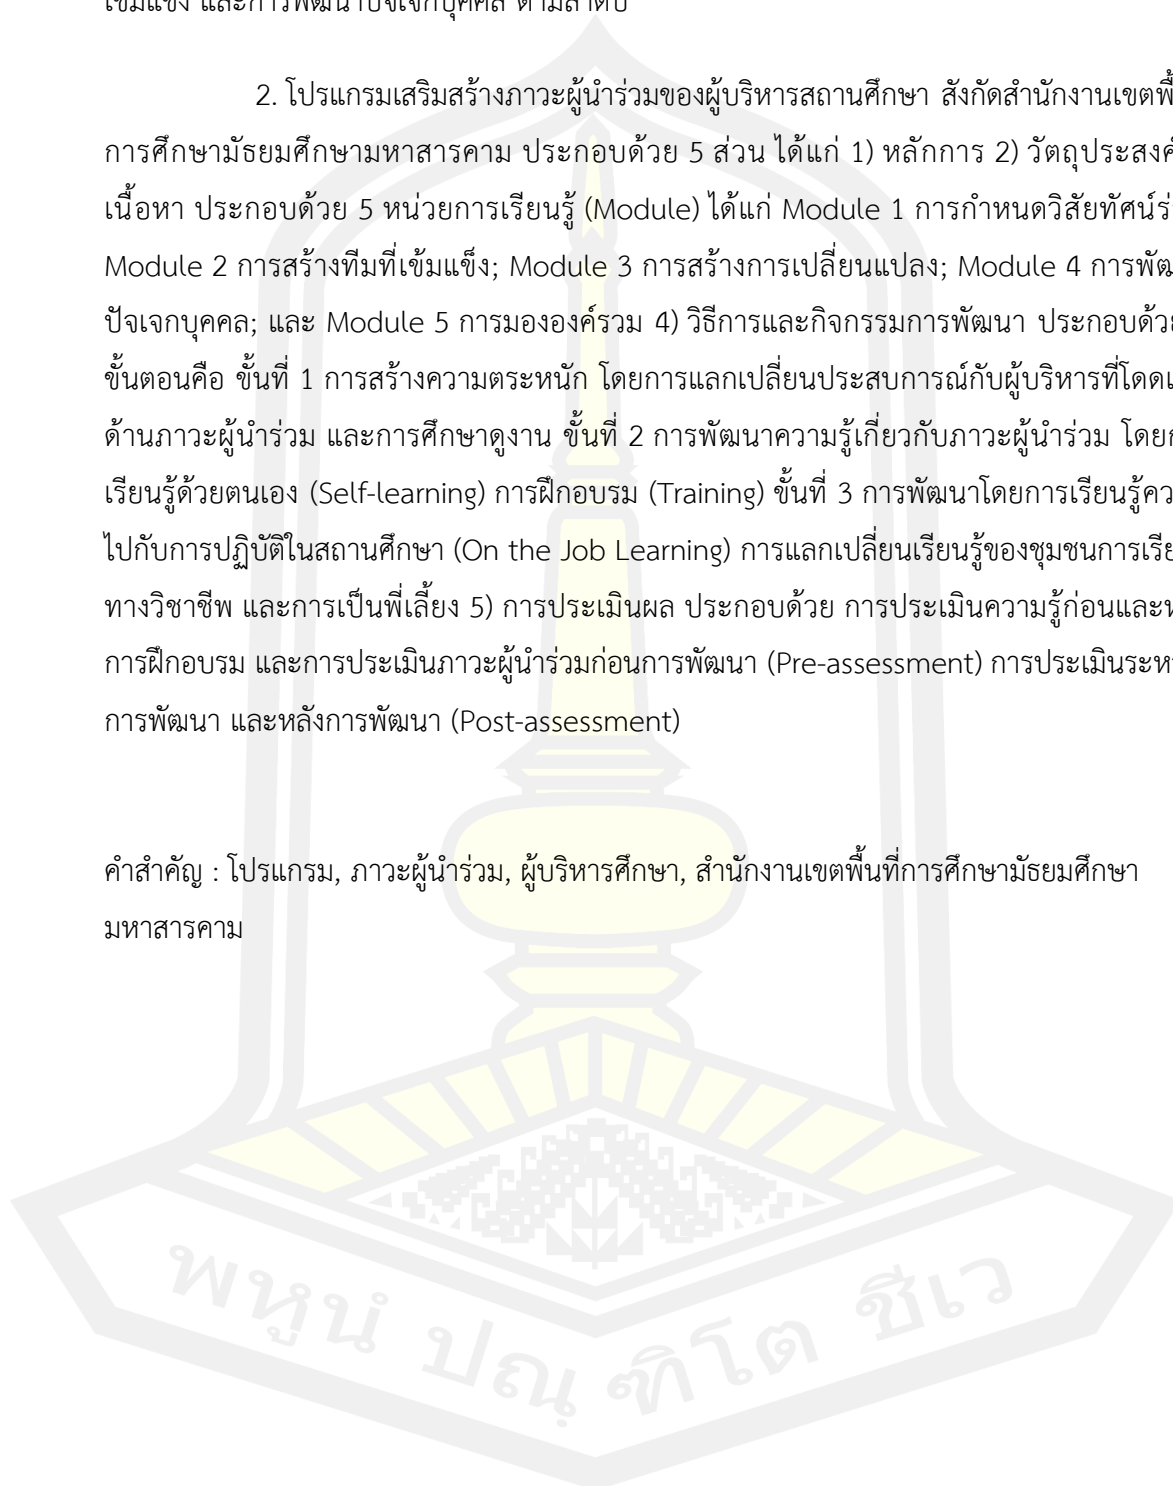 เข้มแข็ง และการพัฒนาปัจเจกบุคคล ตามลำดับ
2. โปรแกรมเสริมสร้างภาวะผู้นำร่วมของผู้บริหารสถานศึกษา สังกัดสำนักงานเขตพื้
การศึกษามัธยมศึกษามหาสารคาม ประกอบด้วย 5 ส่วน ได้แก่ 1) หลักการ 2) วัตถุประสงค์
เนื้อหา ประกอบด้วย 5 หน่วยการเรียนรู้ (Module) ได้แก่ Module 1 การกำหนดวิสัยทัศน์ร่
Module 2 การสร้างทีมที่เข้มแข็ง; Module 3 การสร้างการเปลี่ยนแปลง; Module 4 การพัฒ
ปัจเจกบุคคล; และ Module 5 การมององค์รวม 4) วิธีการและกิจกรรมการพัฒนา ประกอบด้วย
ขั้นตอนคือ ขั้นที่ 1 การสร้างความตระหนัก โดยการแลกเปลี่ยนประสบการณ์กับผู้บริหารที่โดดเ
ด้านภาวะผู้นำร่วม และการศึกษาดูงาน ขั้นที่ 2 การพัฒนาความรู้เกี่ยวกับภาวะผู้นำร่วม โดยก
เรียนรู้ด้วยตนเอง (Self-learning) การฝึกอบรม (Training) ขั้นที่ 3 การพัฒนาโดยการเรียนรู้คว
ไปกับการปฏิบัติในสถานศึกษา (On the Job Learning) การแลกเปลี่ยนเรียนรู้ของชุมชนการเรีย
ทางวิชาชีพ และการเป็นพี่เลี้ยง 5) การประเมินผล ประกอบด้วย การประเมินความรู้ก่อนและห
การฝึกอบรม และการประเมินภาวะผู้นำร่วมก่อนการพัฒนา (Pre-assessment) การประเมินระห
การพัฒนา และหลังการพัฒนา (Post-assessment)
คำสำคัญ : โปรแกรม, ภาวะผู้นำร่วม, ผู้บริหารศึกษา, สำนักงานเขตพื้นที่การศึกษามัธยมศึกษา
มหาสารคาม
พหูนํ ปณฺฑิโต ชีเว